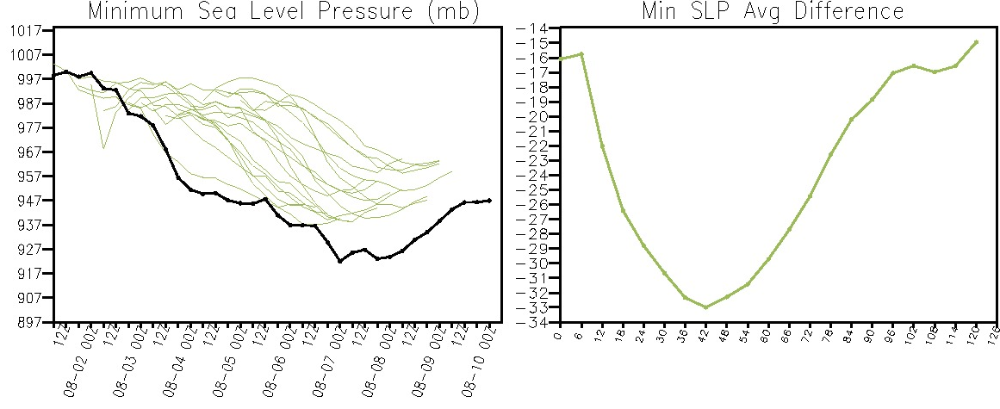 Minimum Sea Level Pressure (mb)
1017
1007
997
987
977
967
957
947
937
927
917
907
897
12Z
08-02 00Z
12Z
08-03 00Z
12Z
08-04 00Z
12Z
08-05 00Z
12Z
08-06 00Z
12Z
08-07 00Z
12Z
08-08 00Z
12Z
08-09 00Z
12Z
08-10 00Z
Min SLP Avg Difference
-14
-15
-16
-17
-18
-19
-20
-21
-22
-23
-24
-25
-26
-27
-28
-29
-30
-31
-32
-33
-34
0
6
12
18
24
30
36
42
48
54
60
66
72
78
84
90
96
102
108
114
120
126